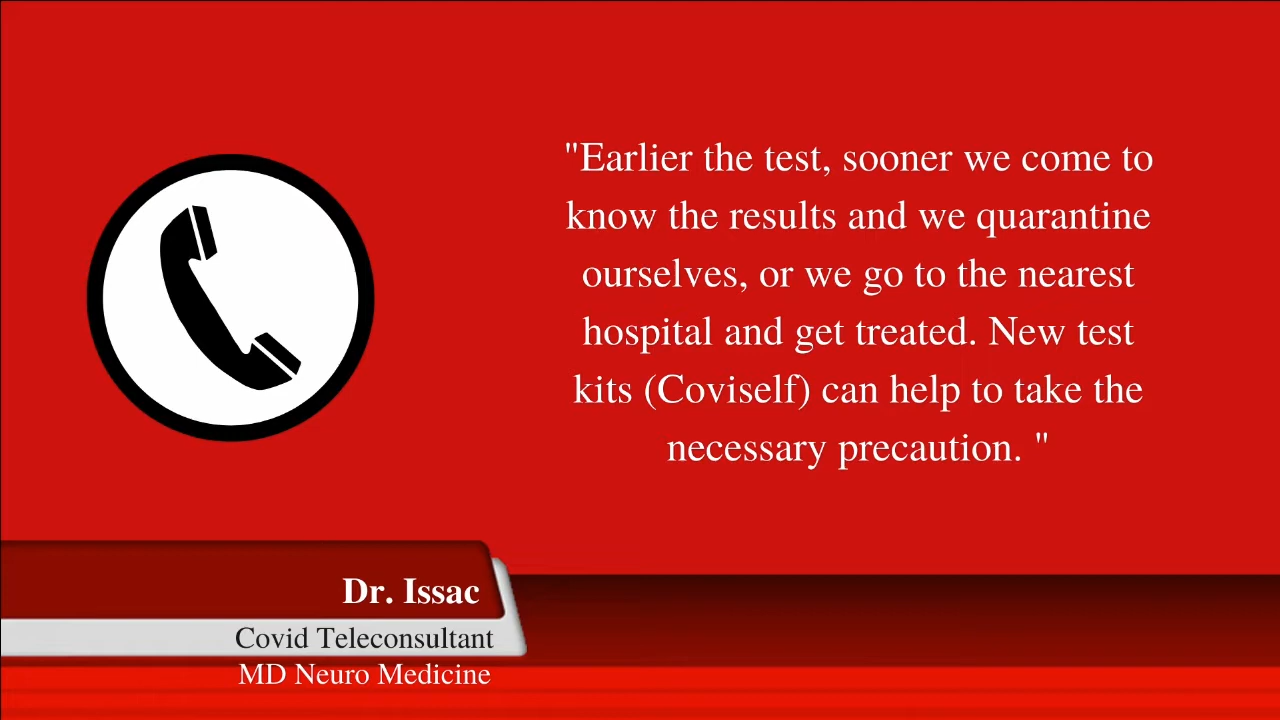 "Earlier the test, sooner we come to
know the results and we quarantine
ourselves, or we go to the nearest
hospital and get treated. New test
kits (Coviself) can help to take the
necessary precaution. "
Dr. Issac
Covid Teleconsultant
MD Neuro Medicine